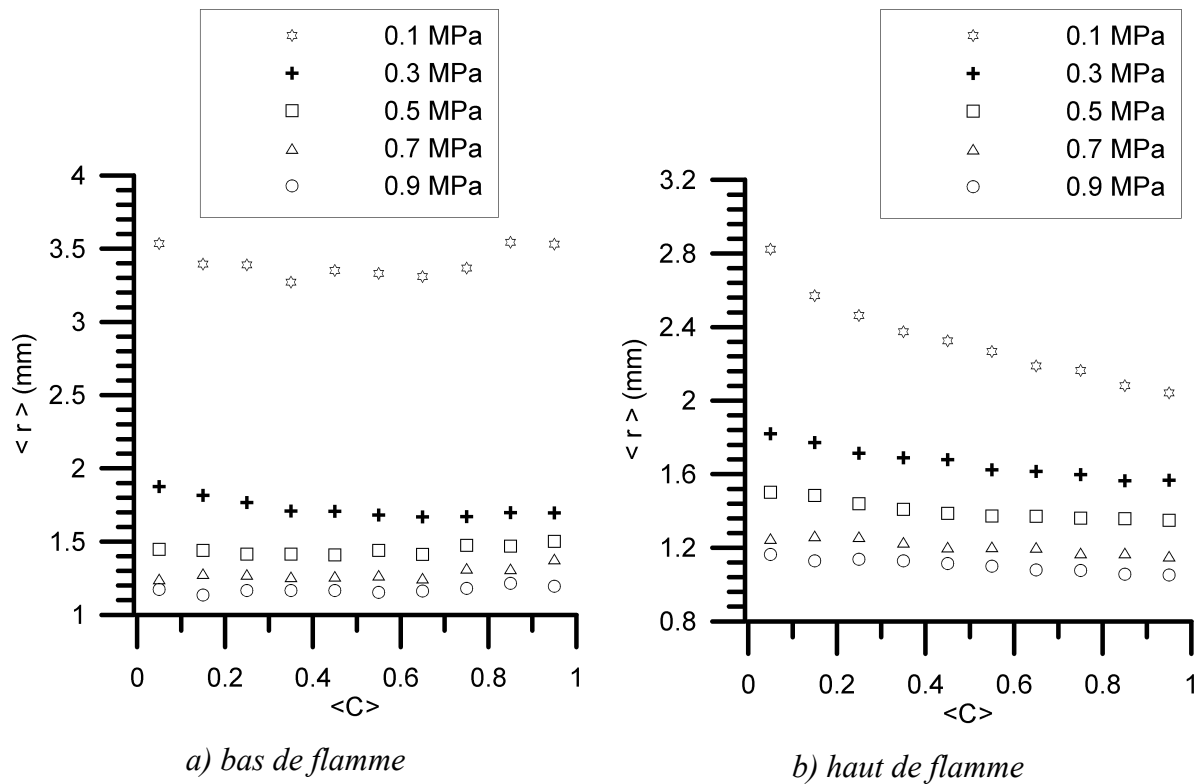 0.1 MPa
0.3 MPa
0.5 MPa
0.7 MPa
0.9 MPa
4
3.5
3
2.5
2
1.5
1
< r > (mm)
0 0.2 0.4 0.6 0.8 1
<C>
a) bas de flamme
0.1 MPa
0.3 MPa
0.5 MPa
0.7 MPa
0.9 MPa
3.2
2.8
2.4
2
1.6
1.2
0.8
< r > (mm)
0 0.2 0.4 0.6 0.8 1
<C>
b) haut de flamme